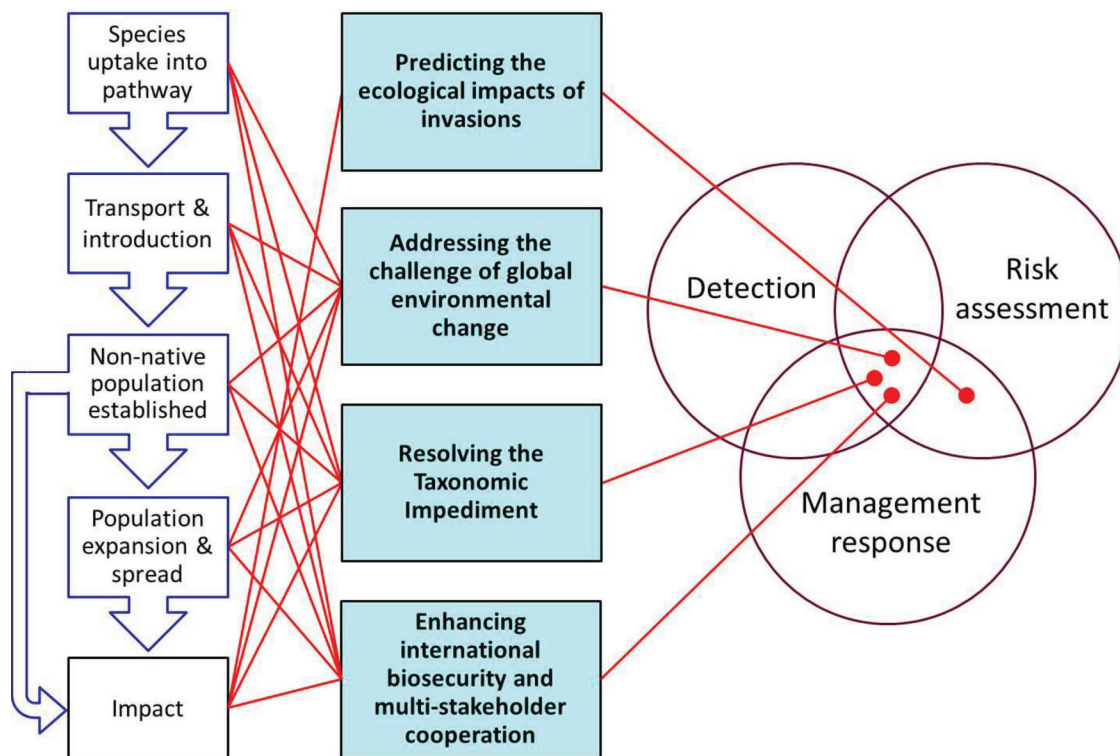 Species
uptake into
pathway
Transport &
introduction
Non-native
population
established
Population
expansion &
spread
Impact
Predicting the
ecological impacts of
invasions
Addressing the
challenge of global
environmental
change
Resolving the
Taxonomic
Impediment
Enhancing
international
biosecurity and
multi-stakeholder
cooperation
Detection
Risk
assessment
Management
response